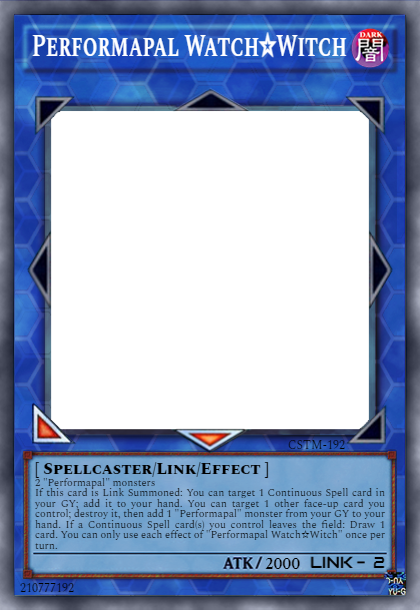 PERFORMAPAL WATCH☆WITCH
DARK
闇
CSTM-192
[ SPELLCASTER/LINK/EFFECT ]
2 "Performapal" monsters
If this card is Link Summoned: You can target 1 Continuous Spell card in
your GY; add it to your hand. You can target 1 other face-up card you
control; destroy it, then add 1 "Performapal" monster from your GY to your
hand. If a Continuous Spell card(s) you control leaves the field: Draw 1
card. You can only use each effect of "Performapal Watch☆Witch" once per
turn.
ATK/2000 LINK-2
210777192